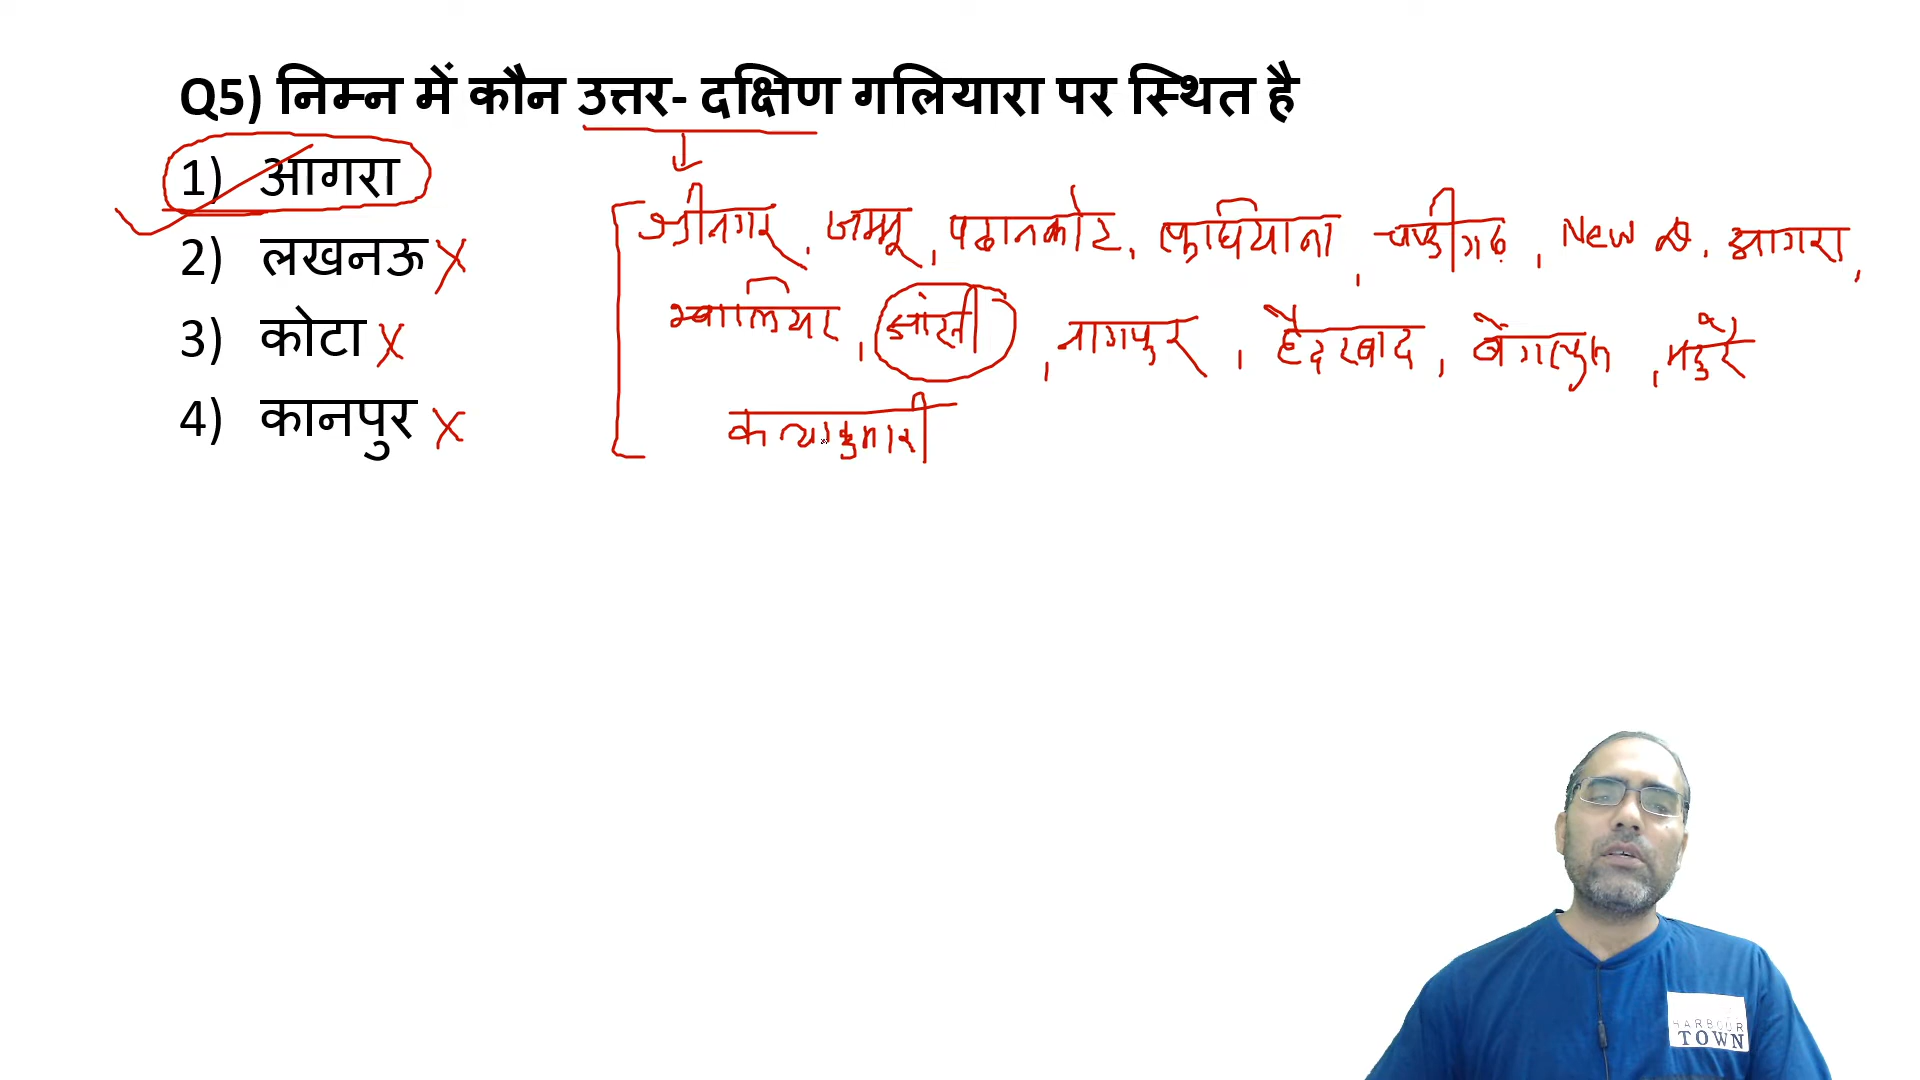 Q5) निम्न में कौन उत्तर- दक्षिण गलियारा पर स्थित है
1) आगरा
2) लखनऊ X
3) कोटा X
4) कानपुर X
श्रीनगर, जम्मू, पठानकोट, लुधियाना, चण्डीगढ़, New D, आगरा,
ग्वालियर, झांसी, नागपुर, हैदराबाद, बेंगलुरू, मदुरै
कन्याकुमारी
HARBOUR
TOWN